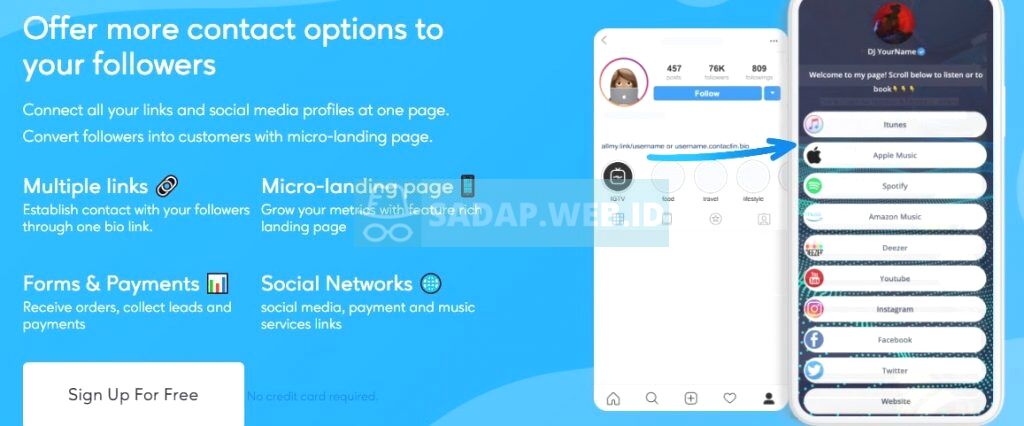 Offer more contact options to
your followers
Connect all your links and social media profiles at one page.
Convert followers into customers with micro-landing page.
Multiple links
Establish contact with your followers
through one bio link.
Micro-landing page
Grow your metrics with feature rich
landing page
Forms & Payments
Receive orders, collect leads and
payments
Social Networks
social media, payment and music
services links
Sign Up For Free
No credit card required.
SADAP.WEB.ID
457
posts
76K
followers
809
followings
Follow
allmy.link/username or username.contactin.bio
IGTV
food
travel
lifestyle
DJ YourName
Welcome to my page! Scroll below to listen or to
book
Itunes
Apple Music
Spotify
music
Amazon Music
DEEZER
Deezer
You
Youtube
Instagram
Facebook
Twitter
Website